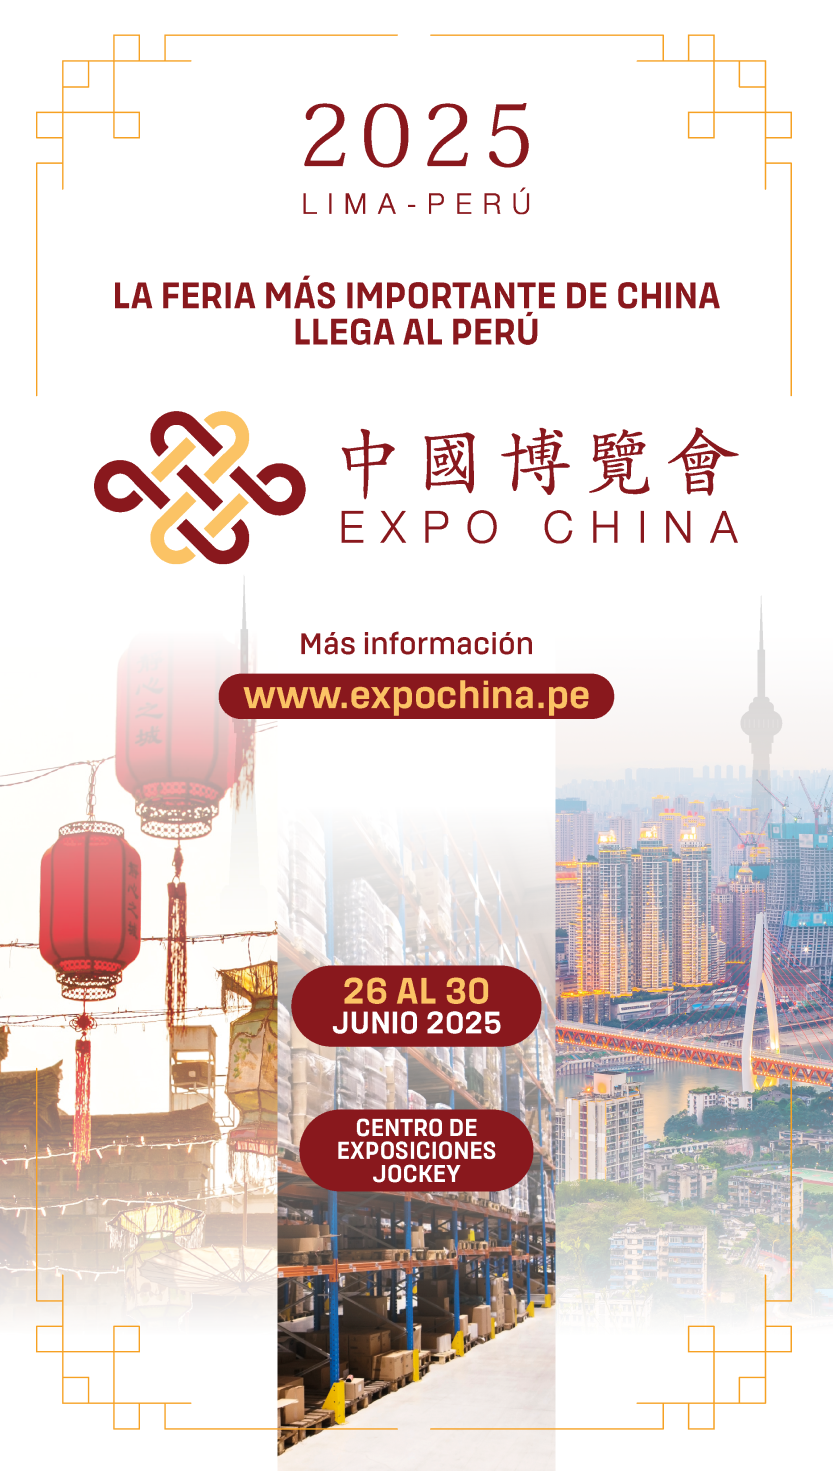 2025
LIMA-PERÚ
LA FERIA MÁS IMPORTANTE DE CHINA
LLEGA AL PERÚ
中國博覽會
EXPO CHINA
Más información
www.expochina.pe
26 AL 30
JUNIO 2025
CENTRO DE
EXPOSICIONES
JOCKEY